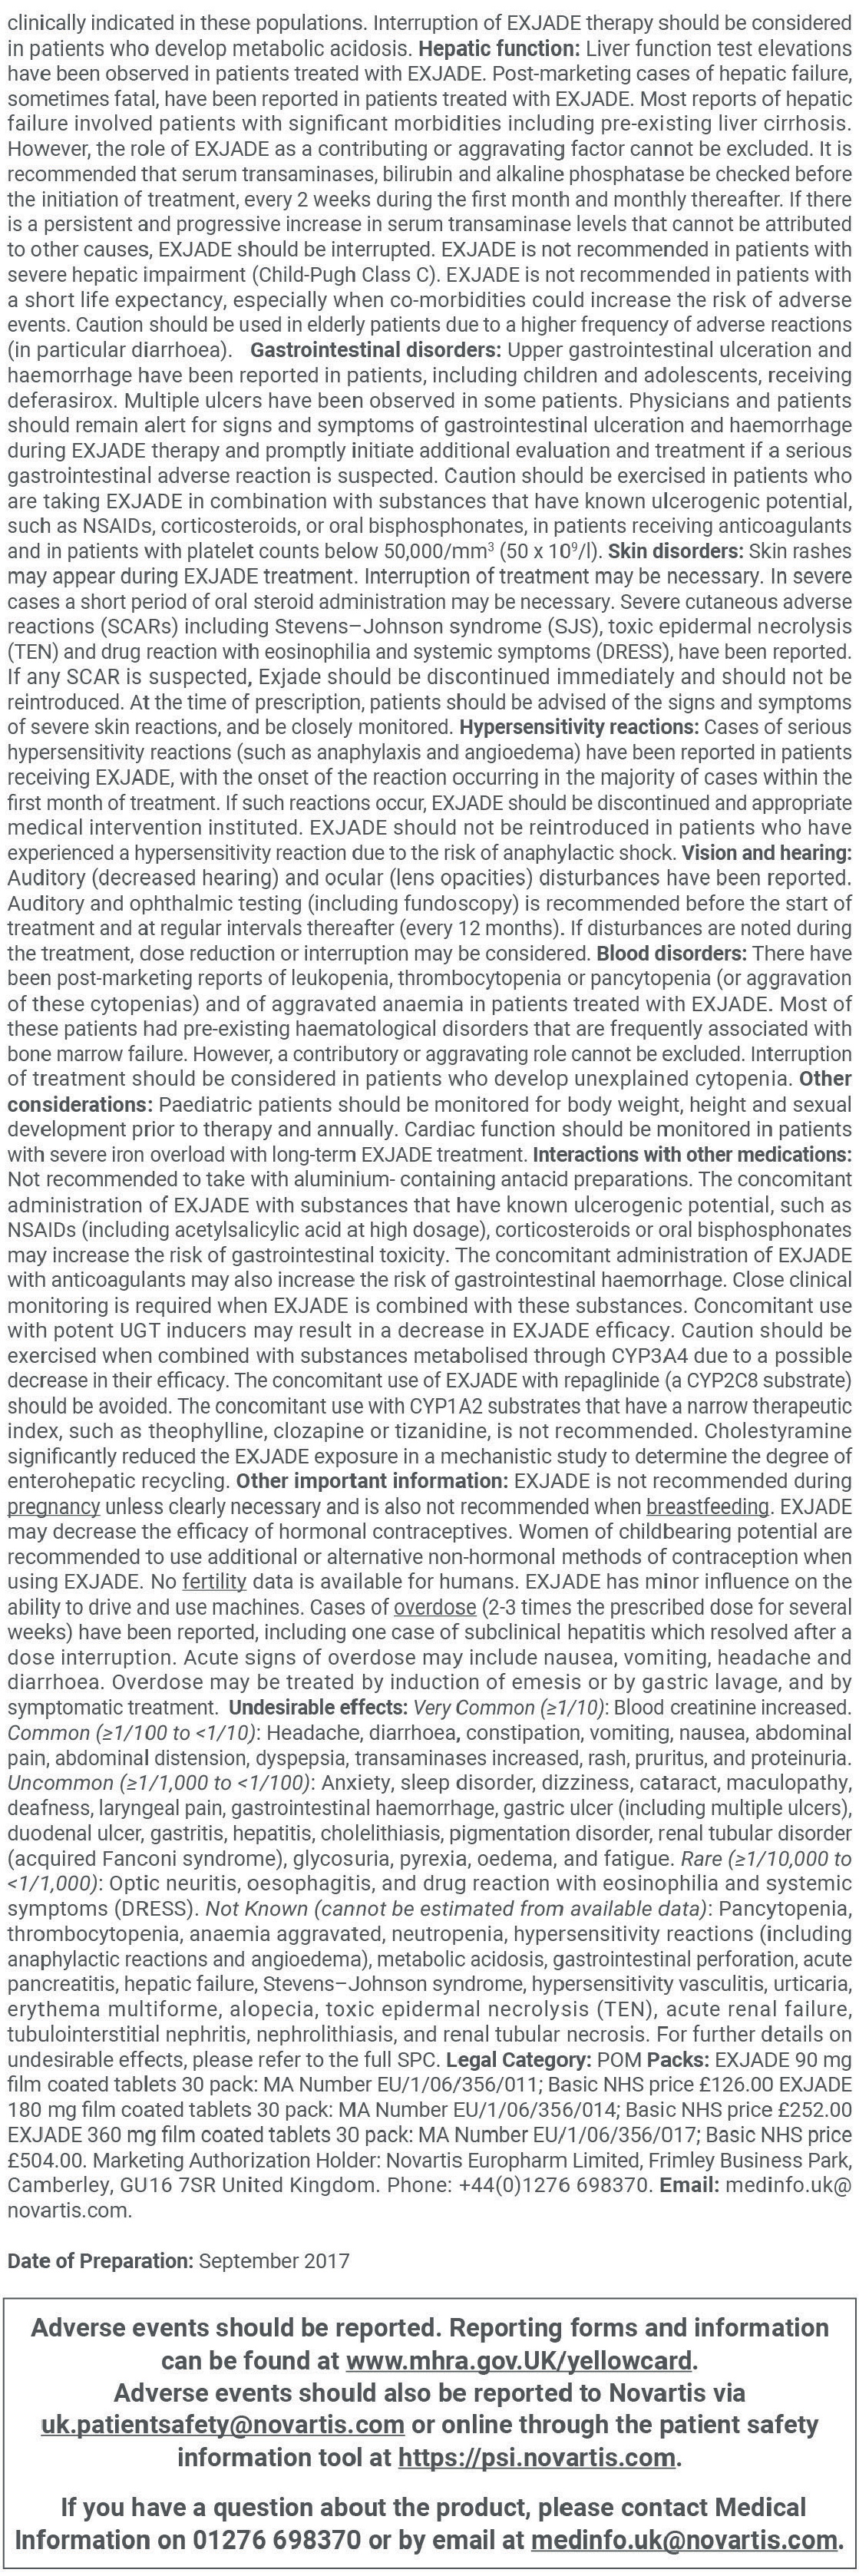 clinically indicated in these populations. Interruption of EXJADE therapy should be considered
in patients who develop metabolic acidosis. Hepatic function: Liver function test elevations
have been observed in patients treated with EXJADE. Post-marketing cases of hepatic failure,
sometimes fatal, have been reported in patients treated with EXJADE. Most reports of hepatic
failure involved patients with significant morbidities including pre-existing liver cirrhosis.
However, the role of EXJADE as a contributing or aggravating factor cannot be excluded. It is
recommended that serum transaminases, bilirubin and alkaline phosphatase be checked before
the initiation of treatment, every 2 weeks during the first month and monthly thereafter. If there
is a persistent and progressive increase in serum transaminase levels that cannot be attributed
to other causes, EXJADE should be interrupted. EXJADE is not recommended in patients with
severe hepatic impairment (Child-Pugh Class C). EXJADE is not recommended in patients with
a short life expectancy, especially when co-morbidities could increase the risk of adverse
events. Caution should be used in elderly patients due to a higher frequency of adverse reactions
(in particular diarrhoea). Gastrointestinal disorders: Upper gastrointestinal ulceration and
haemorrhage have been reported in patients, including children and adolescents, receiving
deferasirox. Multiple ulcers have been observed in some patients. Physicians and patients
should remain alert for signs and symptoms of gastrointestinal ulceration and haemorrhage
during EXJADE therapy and promptly initiate additional evaluation and treatment if a serious
gastrointestinal adverse reaction is suspected. Caution should be exercised in patients who
are taking EXJADE in combination with substances that have known ulcerogenic potential,
such as NSAIDs, corticosteroids, or oral bisphosphonates, in patients receiving anticoagulants
and in patients with platelet counts below 50,000/mm³ (50 x 10⁹/l). Skin disorders: Skin rashes
may appear during EXJADE treatment. Interruption of treatment may be necessary. In severe
cases a short period of oral steroid administration may be necessary. Severe cutaneous adverse
reactions (SCARs) including Stevens–Johnson syndrome (SJS), toxic epidermal necrolysis
(TEN) and drug reaction with eosinophilia and systemic symptoms (DRESS), have been reported.
If any SCAR is suspected, Exjade should be discontinued immediately and should not be
reintroduced. At the time of prescription, patients should be advised of the signs and symptoms
of severe skin reactions, and be closely monitored. Hypersensitivity reactions: Cases of serious
hypersensitivity reactions (such as anaphylaxis and angioedema) have been reported in patients
receiving EXJADE, with the onset of the reaction occurring in the majority of cases within the
first month of treatment. If such reactions occur, EXJADE should be discontinued and appropriate
medical intervention instituted. EXJADE should not be reintroduced in patients who have
experienced a hypersensitivity reaction due to the risk of anaphylactic shock. Vision and hearing:
Auditory (decreased hearing) and ocular (lens opacities) disturbances have been reported.
Auditory and ophthalmic testing (including fundoscopy) is recommended before the start of
treatment and at regular intervals thereafter (every 12 months). If disturbances are noted during
the treatment, dose reduction or interruption may be considered. Blood disorders: There have
been post-marketing reports of leukopenia, thrombocytopenia or pancytopenia (or aggravation
of these cytopenias) and of aggravated anaemia in patients treated with EXJADE. Most of
these patients had pre-existing haematological disorders that are frequently associated with
bone marrow failure. However, a contributory or aggravating role cannot be excluded. Interruption
of treatment should be considered in patients who develop unexplained cytopenia. Other
considerations: Paediatric patients should be monitored for body weight, height and sexual
development prior to therapy and annually. Cardiac function should be monitored in patients
with severe iron overload with long-term EXJADE treatment. Interactions with other medications:
Not recommended to take with aluminium- containing antacid preparations. The concomitant
administration of EXJADE with substances that have known ulcerogenic potential, such as
NSAIDs (including acetylsalicylic acid at high dosage), corticosteroids or oral bisphosphonates
may increase the risk of gastrointestinal toxicity. The concomitant administration of EXJADE
with anticoagulants may also increase the risk of gastrointestinal haemorrhage. Close clinical
monitoring is required when EXJADE is combined with these substances. Concomitant use
with potent UGT inducers may result in a decrease in EXJADE efficacy. Caution should be
exercised when combined with substances metabolised through CYP3A4 due to a possible
decrease in their efficacy. The concomitant use of EXJADE with repaglinide (a CYP2C8 substrate)
should be avoided. The concomitant use with CYP1A2 substrates that have a narrow therapeutic
index, such as theophylline, clozapine or tizanidine, is not recommended. Cholestyramine
significantly reduced the EXJADE exposure in a mechanistic study to determine the degree of
enterohepatic recycling. Other important information: EXJADE is not recommended during
pregnancy unless clearly necessary and is also not recommended when breastfeeding. EXJADE
may decrease the efficacy of hormonal contraceptives. Women of childbearing potential are
recommended to use additional or alternative non-hormonal methods of contraception when
using EXJADE. No fertility data is available for humans. EXJADE has minor influence on the
ability to drive and use machines. Cases of overdose (2-3 times the prescribed dose for several
weeks) have been reported, including one case of subclinical hepatitis which resolved after a
dose interruption. Acute signs of overdose may include nausea, vomiting, headache and
diarrhoea. Overdose may be treated by induction of emesis or by gastric lavage, and by
symptomatic treatment. Undesirable effects: Very Common (≥1/10): Blood creatinine increased.
Common (≥1/100 to <1/10): Headache, diarrhoea, constipation, vomiting, nausea, abdominal
pain, abdominal distension, dyspepsia, transaminases increased, rash, pruritus, and proteinuria.
Uncommon (≥1/1,000 to <1/100): Anxiety, sleep disorder, dizziness, cataract, maculopathy,
deafness, laryngeal pain, gastrointestinal haemorrhage, gastric ulcer (including multiple ulcers),
duodenal ulcer, gastritis, hepatitis, cholelithiasis, pigmentation disorder, renal tubular disorder
(acquired Fanconi syndrome), glycosuria, pyrexia, oedema, and fatigue. Rare (≥1/10,000 to
<1/1,000): Optic neuritis, oesophagitis, and drug reaction with eosinophilia and systemic
symptoms (DRESS). Not Known (cannot be estimated from available data): Pancytopenia,
thrombocytopenia, anaemia aggravated, neutropenia, hypersensitivity reactions (including
anaphylactic reactions and angioedema), metabolic acidosis, gastrointestinal perforation, acute
pancreatitis, hepatic failure, Stevens–Johnson syndrome, hypersensitivity vasculitis, urticaria,
erythema multiforme, alopecia, toxic epidermal necrolysis (TEN), acute renal failure,
tubulointerstitial nephritis, nephrolithiasis, and renal tubular necrosis. For further details on
undesirable effects, please refer to the full SPC. Legal Category: POM Packs: EXJADE 90 mg
film coated tablets 30 pack: MA Number EU/1/06/356/011; Basic NHS price £126.00 EXJADE
180 mg film coated tablets 30 pack: MA Number EU/1/06/356/014; Basic NHS price £252.00
EXJADE 360 mg film coated tablets 30 pack: MA Number EU/1/06/356/017; Basic NHS price
£504.00. Marketing Authorization Holder: Novartis Europharm Limited, Frimley Business Park,
Camberley, GU16 7SR United Kingdom. Phone: +44(0)1276 698370. Email: medinfo.uk@
novartis.com.
Date of Preparation: September 2017
Adverse events should be reported. Reporting forms and information
can be found at www.mhra.gov.UK/yellowcard.
Adverse events should also be reported to Novartis via
uk.patientsafety@novartis.com or online through the patient safety
information tool at https://psi.novartis.com.
If you have a question about the product, please contact Medical
Information on 01276 698370 or by email at medinfo.uk@novartis.com.